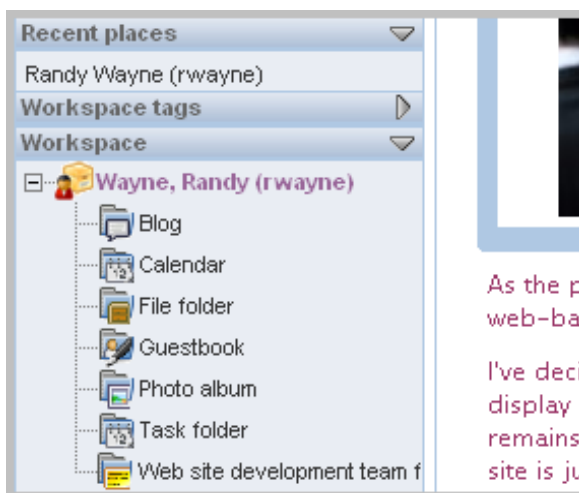 Recent places
Randy Wayne (rwayne)
Workspace tags
Workspace
Wayne, Randy (rwayne)
Blog
Calendar
File folder
Guestbook
Photo album
Task folder
Web site development team f
As the p
web-ba
I've deci
display
remains
site is ju